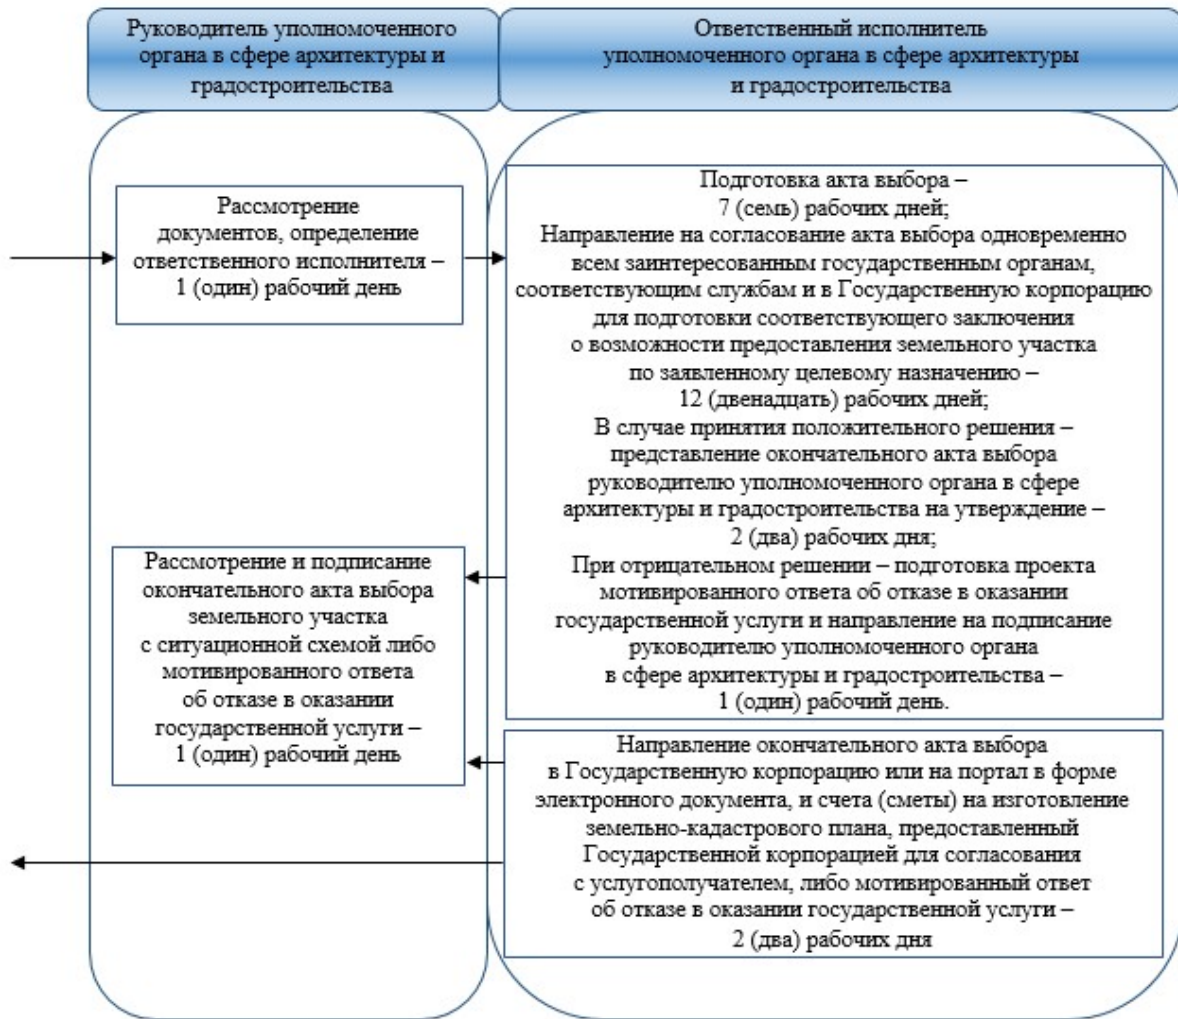 Руководитель уполномоченного
органа в сфере архитектуры и
градостроительства
Ответственный исполнитель
уполномоченного органа в сфере архитектуры
и градостроительства
Рассмотрение
документов, определение
ответственного исполнителя –
1 (один) рабочий день
Подготовка акта выбора –
7 (семь) рабочих дней;
Направление на согласование акта выбора одновременно
всем заинтересованным государственным органам,
соответствующим службам и в Государственную корпорацию
для подготовки соответствующего заключения
о возможности предоставления земельного участка
по заявленному целевому назначению –
12 (двенадцать) рабочих дней;
В случае принятия положительного решения –
представление окончательного акта выбора
руководителю уполномоченного органа в сфере
архитектуры и градостроительства на утверждение –
2 (два) рабочих дня;
При отрицательном решении – подготовка проекта
мотивированного ответа об отказе в оказании
государственной услуги и направление на подписание
руководителю уполномоченного органа
в сфере архитектуры и градостроительства –
1 (один) рабочий день.
Рассмотрение и подписание
окончательного акта выбора
земельного участка
с ситуационной схемой либо
мотивированного ответа
об отказе в оказании
государственной услуги –
1 (один) рабочий день
Направление окончательного акта выбора
в Государственную корпорацию или на портал в форме
электронного документа, и счета (сметы) на изготовление
земельно-кадастрового плана, предоставленный
Государственной корпорацией для согласования
с услугополучателем, либо мотивированный ответ
об отказе в оказании государственной услуги –
2 (два) рабочих дня